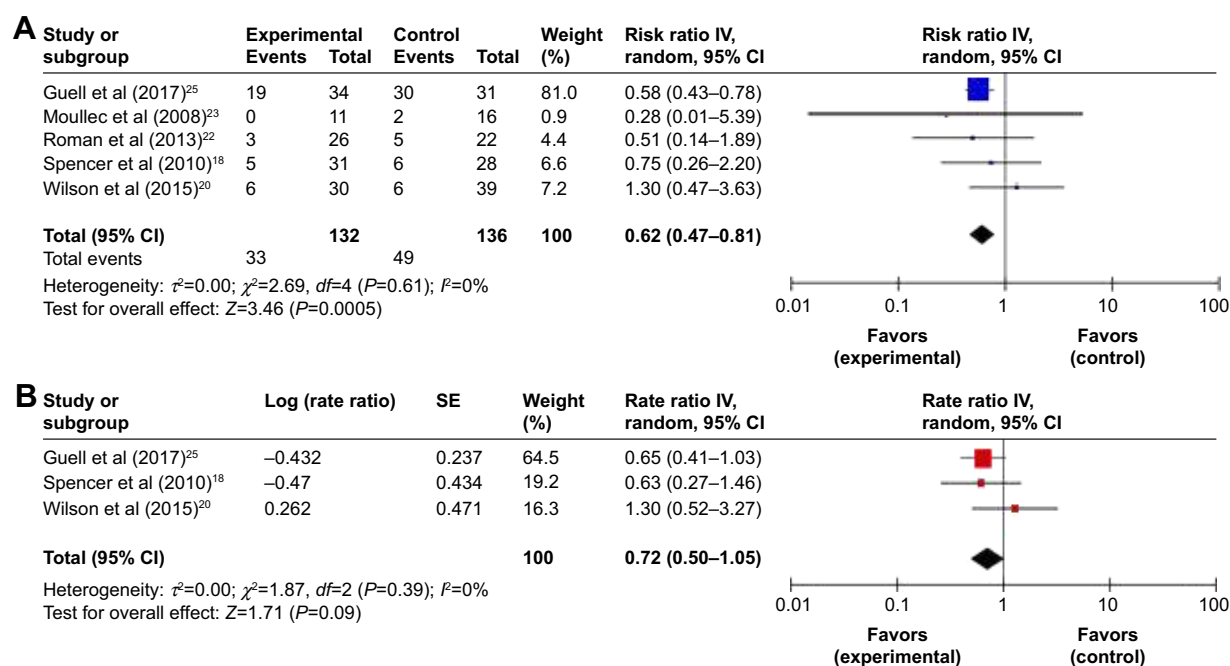 A
Study or subgroup Experimental Events Total Control Events Total Weight (%) Risk ratio IV, random, 95% CI Risk ratio IV, random, 95% CI
Guell et al (2017)25 19 34 30 31 81.0 0.58 (0.43–0.78)
Moullec et al (2008)23 0 11 2 16 0.9 0.28 (0.01–5.39)
Roman et al (2013)22 3 26 5 22 4.4 0.51 (0.14–1.89)
Spencer et al (2010)18 5 31 6 28 6.6 0.75 (0.26–2.20)
Wilson et al (2015)20 6 30 6 39 7.2 1.30 (0.47–3.63)
Total (95% CI) 132 136 100 0.62 (0.47–0.81)
Total events 33 49
Heterogeneity: τ2=0.00; χ2=2.69, df=4 (P=0.61); I2=0%
Test for overall effect: Z=3.46 (P=0.0005)
0.01 0.1 1 10 100
Favors (experimental) Favors (control)
B
Study or subgroup Log (rate ratio) SE Weight (%) Rate ratio IV, random, 95% CI Rate ratio IV, random, 95% CI
Guell et al (2017)25 –0.432 0.237 64.5 0.65 (0.41–1.03)
Spencer et al (2010)18 –0.47 0.434 19.2 0.63 (0.27–1.46)
Wilson et al (2015)20 0.262 0.471 16.3 1.30 (0.52–3.27)
Total (95% CI) 100 0.72 (0.50–1.05)
Heterogeneity: τ2=0.00; χ2=1.87, df=2 (P=0.39); I2=0%
Test for overall effect: Z=1.71 (P=0.09)
0.01 0.1 1 10 100
Favors (experimental) Favors (control)